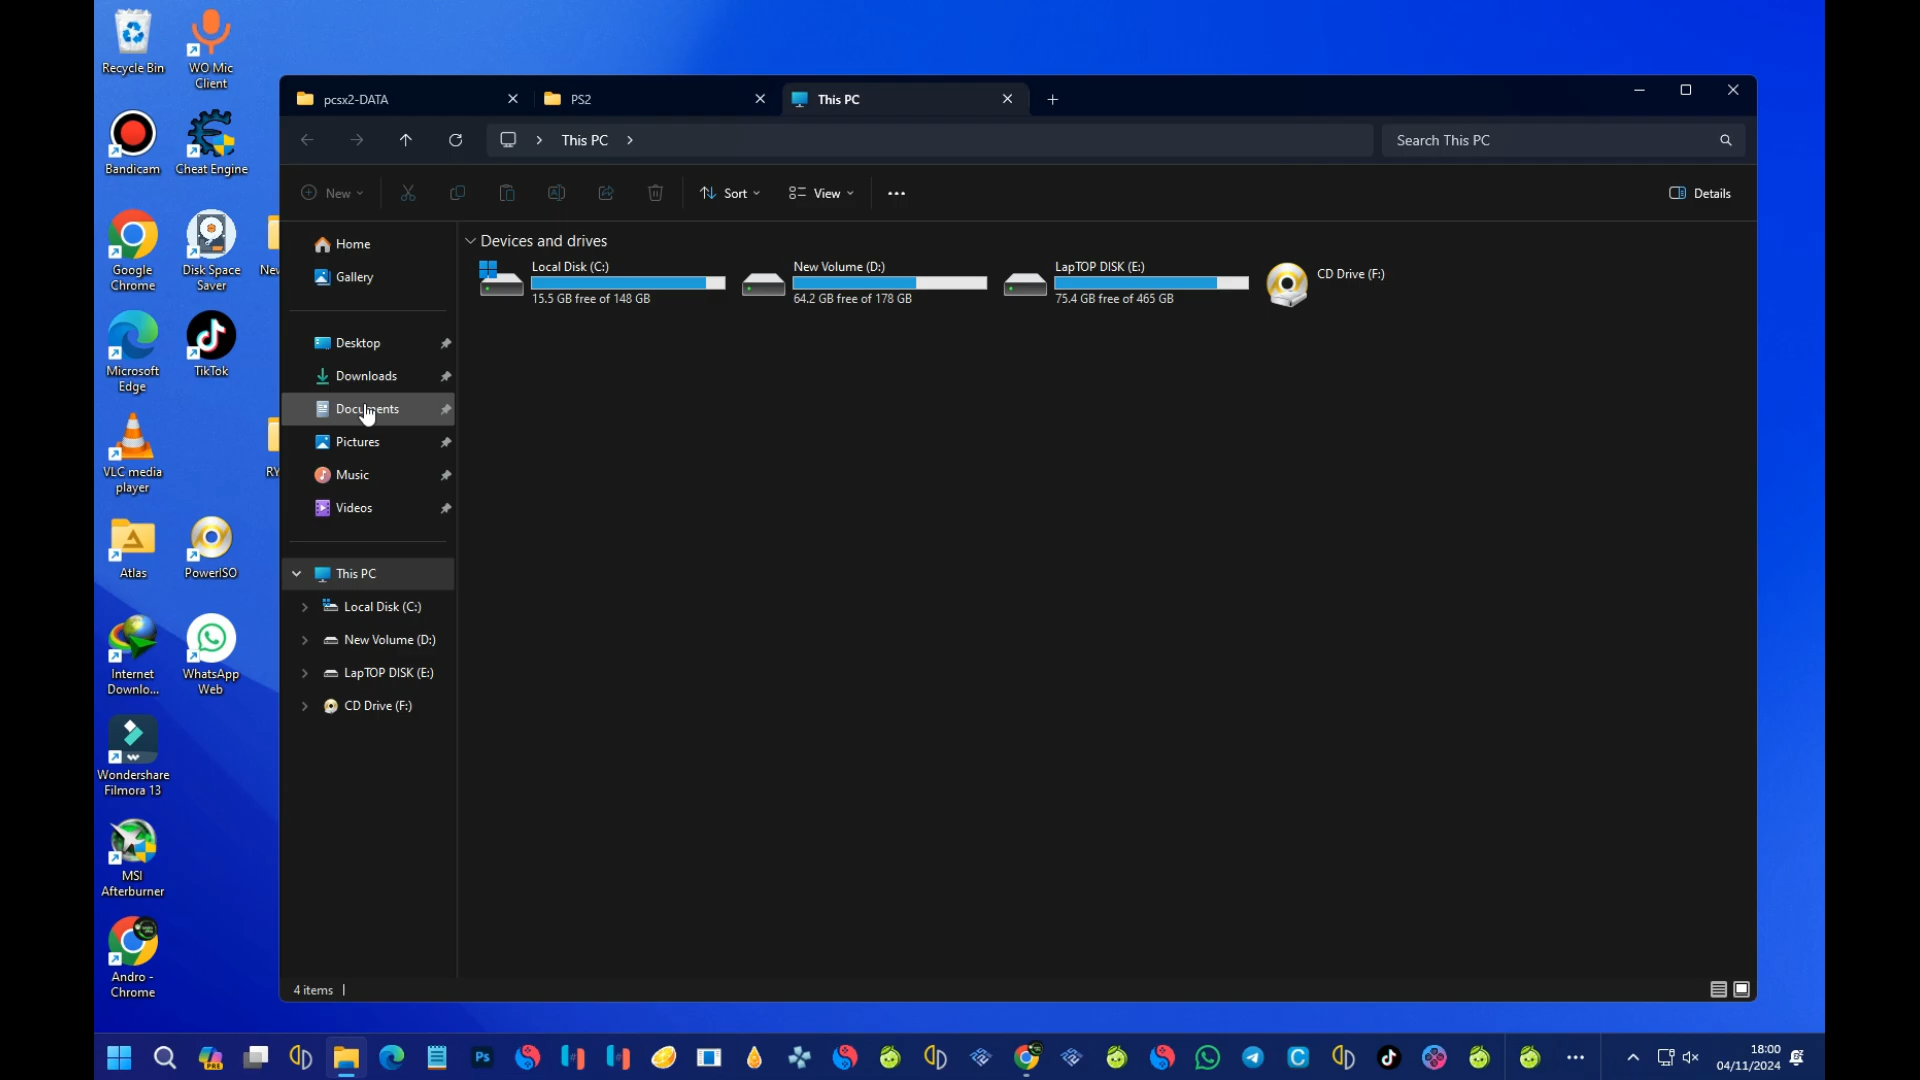 Recycle Bin
WO Mic
Client
Bandicam
Cheat Engine
Google
Chrome
Disk Space
Saver
Nev
Microsoft
Edge
TikTok
VLC media
player
RY
Atlas
PowerISO
Internet
Downlo...
WhatsApp
Web
Wondershare
Filmora 13
MSI
Afterburner
Andro -
Chrome
pcsx2-DATA
PS2
This PC
This PC
Search This PC
New
Sort
View
Details
Home
Gallery
Desktop
Downloads
Documents
Pictures
Music
Videos
This PC
Local Disk (C:)
New Volume (D:)
LapTOP DISK (E:)
CD Drive (F:)
Devices and drives
Local Disk (C:)
15.5 GB free of 148 GB
New Volume (D:)
64.2 GB free of 178 GB
LapTOP DISK (E:)
75.4 GB free of 465 GB
CD Drive (F:)
4 items
PRE
Ps
18:00
04/11/2024